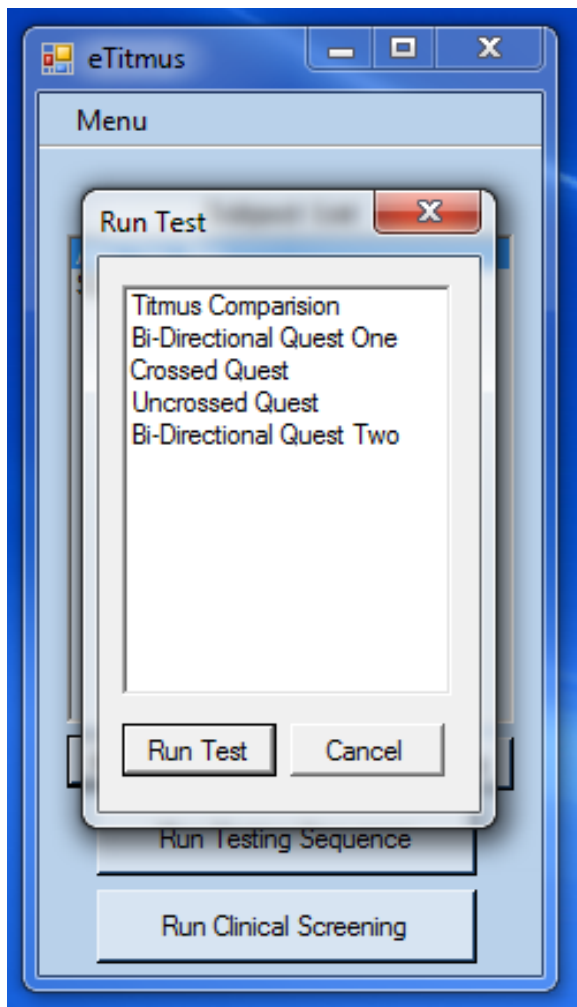 eTitmus
Menu
Run Test
Titmus Comparision
Bi-Directional Quest One
Crossed Quest
Uncrossed Quest
Bi-Directional Quest Two
Run Test
Cancel
Run Testing Sequence
Run Clinical Screening